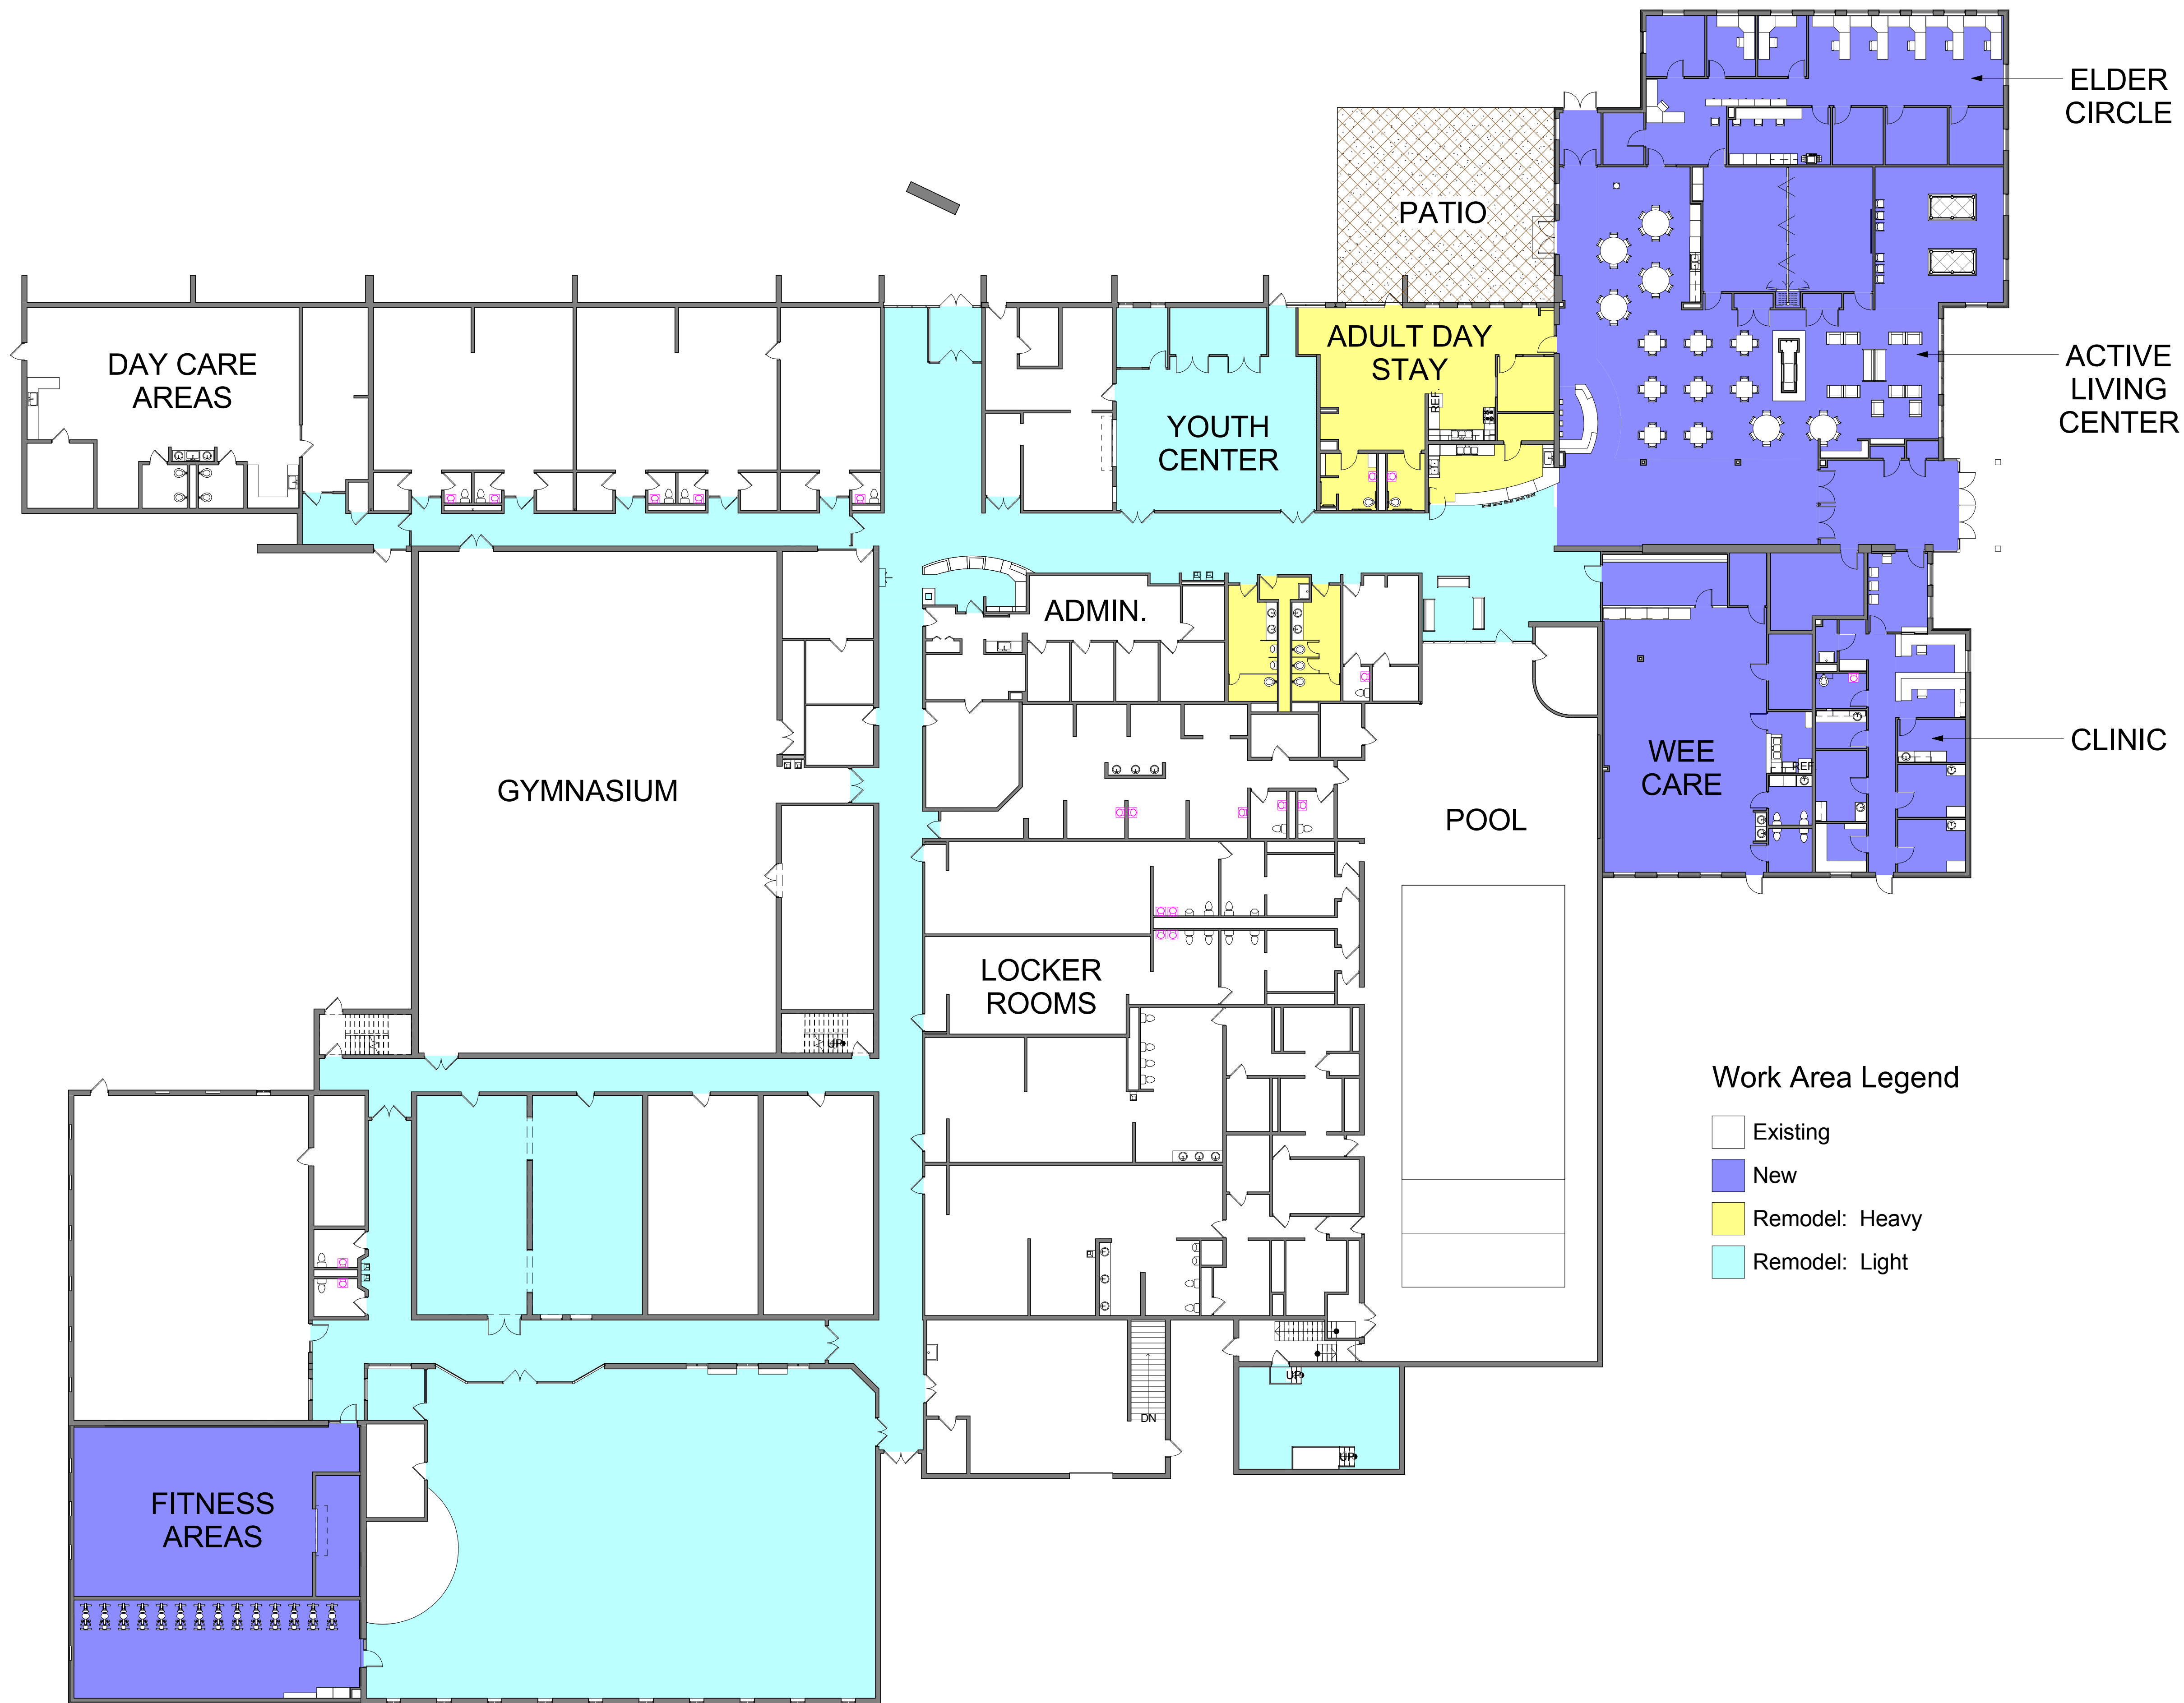 ELDER
CIRCLE
PATIO
DAY CARE
AREAS
ADULT DAY
STAY
REF.
ACTIVE
LIVING
CENTER
YOUTH
CENTER
ADMIN.
GYMNASIUM
WEE
CARE
REF
CLINIC
POOL
LOCKER
ROOMS
UP
Work Area Legend
Existing
New
Remodel: Heavy
Remodel: Light
UP
DN
UP
FITNESS
AREAS